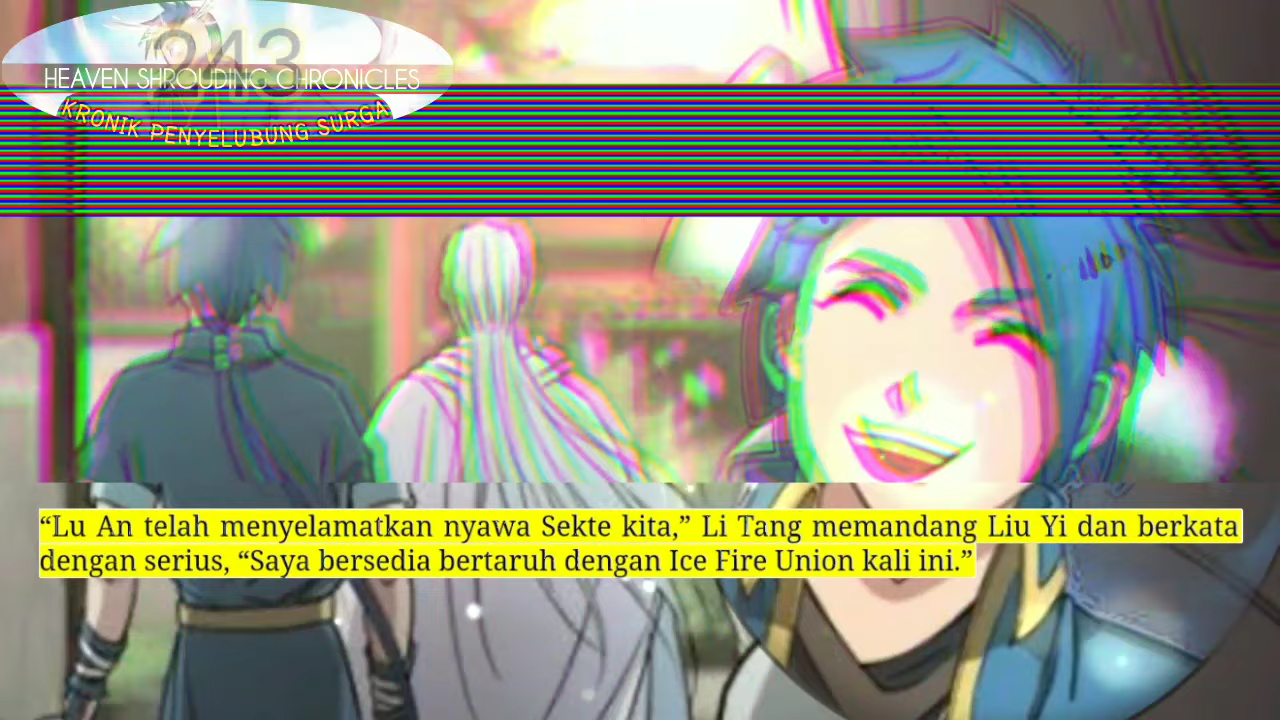 243
HEAVEN SHROUDING CHRONICLES
KRONIK PENYELUBUNG SURGA
“Lu An telah menyelamatkan nyawa Sekte kita,” Li Tang memandang Liu Yi dan berkata
dengan serius, “Saya bersedia bertaruh dengan Ice Fire Union kali ini.”